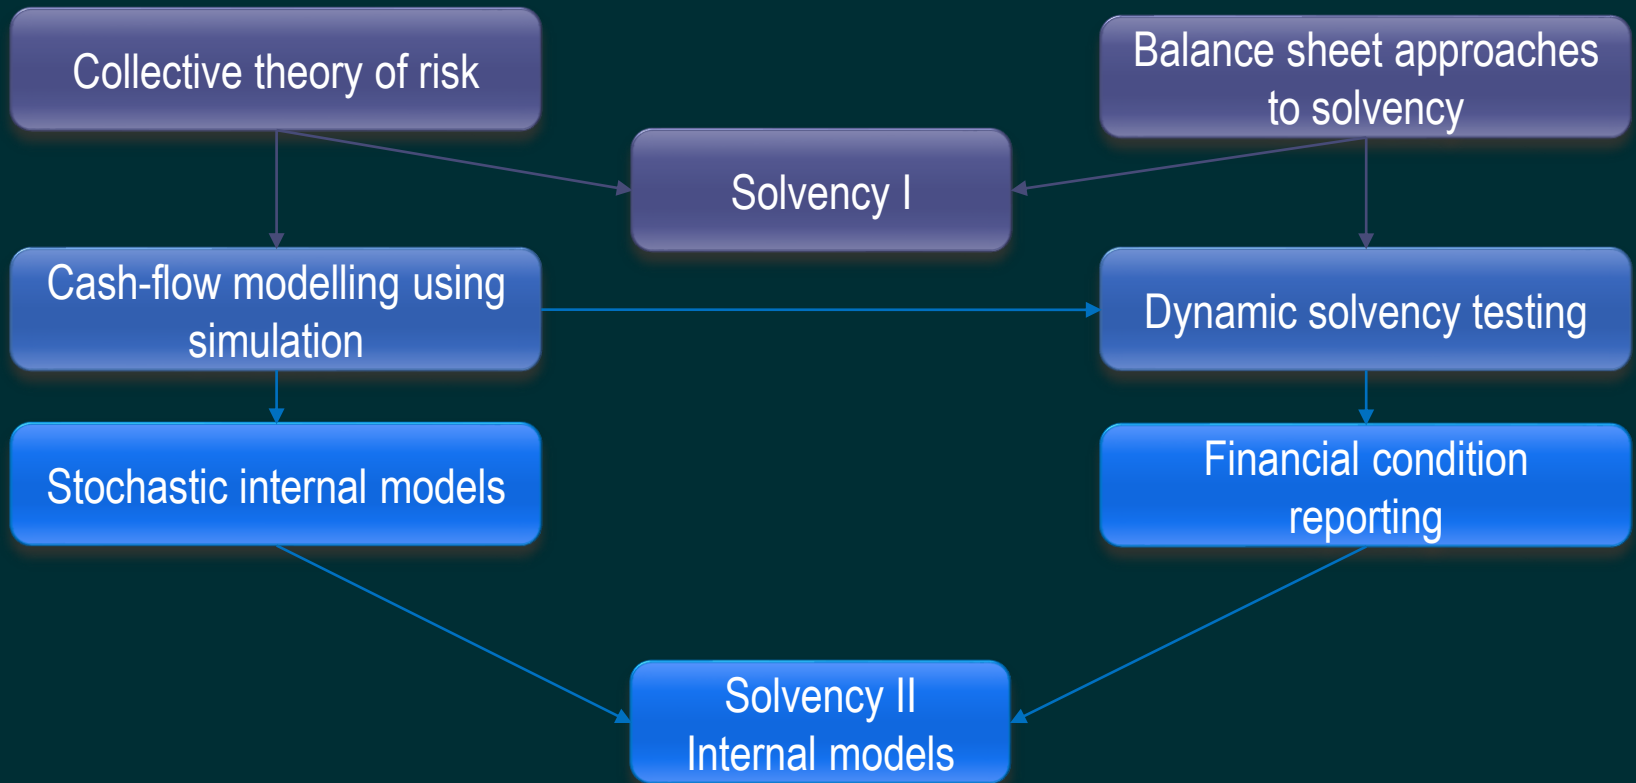 Collective theory of risk
Balance sheet approaches
to solvency
Solvency I
Cash-flow modelling using
simulation
Dynamic solvency testing
Stochastic internal models
Financial condition
reporting
Solvency II
Internal models